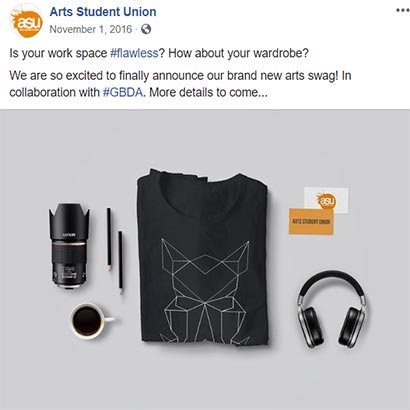 asu
Arts Student Union
November 1, 2016 ·
Is your work space #flawless? How about your wardrobe?
We are so excited to finally announce our brand new arts swag! In
collaboration with #GBDA. More details to come...
asu
ARTS STUDENT UNION